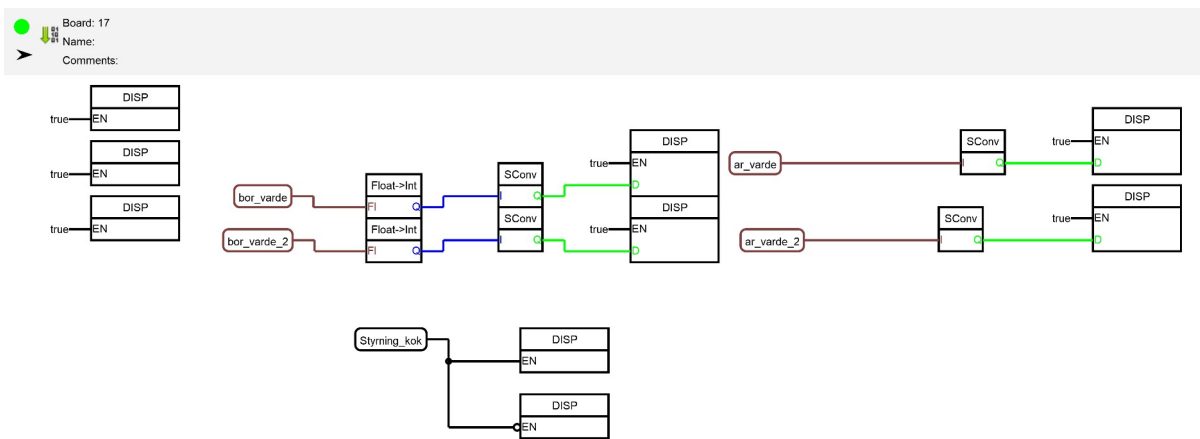 Board: 17
Name:
Comments:
DISP
true EN
DISP
true EN
DISP
true EN
bor_varde
Float->Int
FI Q
SConv
I Q
DISP
true EN
D
bor_varde_2
Float->Int
FI Q
SConv
I Q
DISP
true EN
D
ar_varde
SConv
I Q
DISP
true EN
D
ar_varde_2
SConv
I Q
DISP
true EN
D
Styrning_kok
DISP
EN
DISP
EN